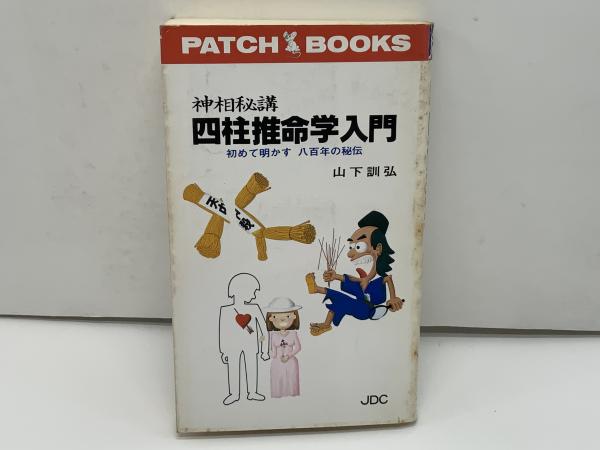 PATCH BOOKS
神相秘講
四柱推命学入門
初めて明かす 八百年の秘伝
山下訓弘
JDC